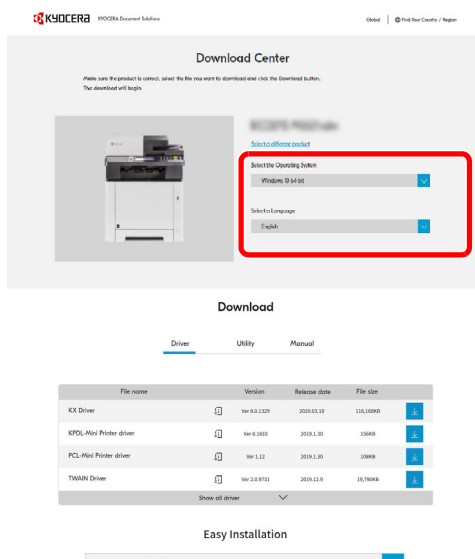 KYOCERA KYOCERA Document Solutions
Global Find Your Country / Region
Download Center
Make sure the product is correct, select the file you want to download and click the Download button.
The download will begin
Select a different product
Select the Operating System
Windows 10 64 bit
Select a Language
English
Download
Driver Utility Manual
File name Version Release date File size
KX Driver Ver 8.0.1329 2020.03.10 116,168KB
KPDL-Mini Printer driver Ver 8.1810 2019.1.30 156KB
PCL-Mini Printer driver Ver 1.12 2019.1.30 108KB
TWAIN Driver Ver 2.0.9731 2019.12.9 19,790KB
Show all driver
Easy Installation